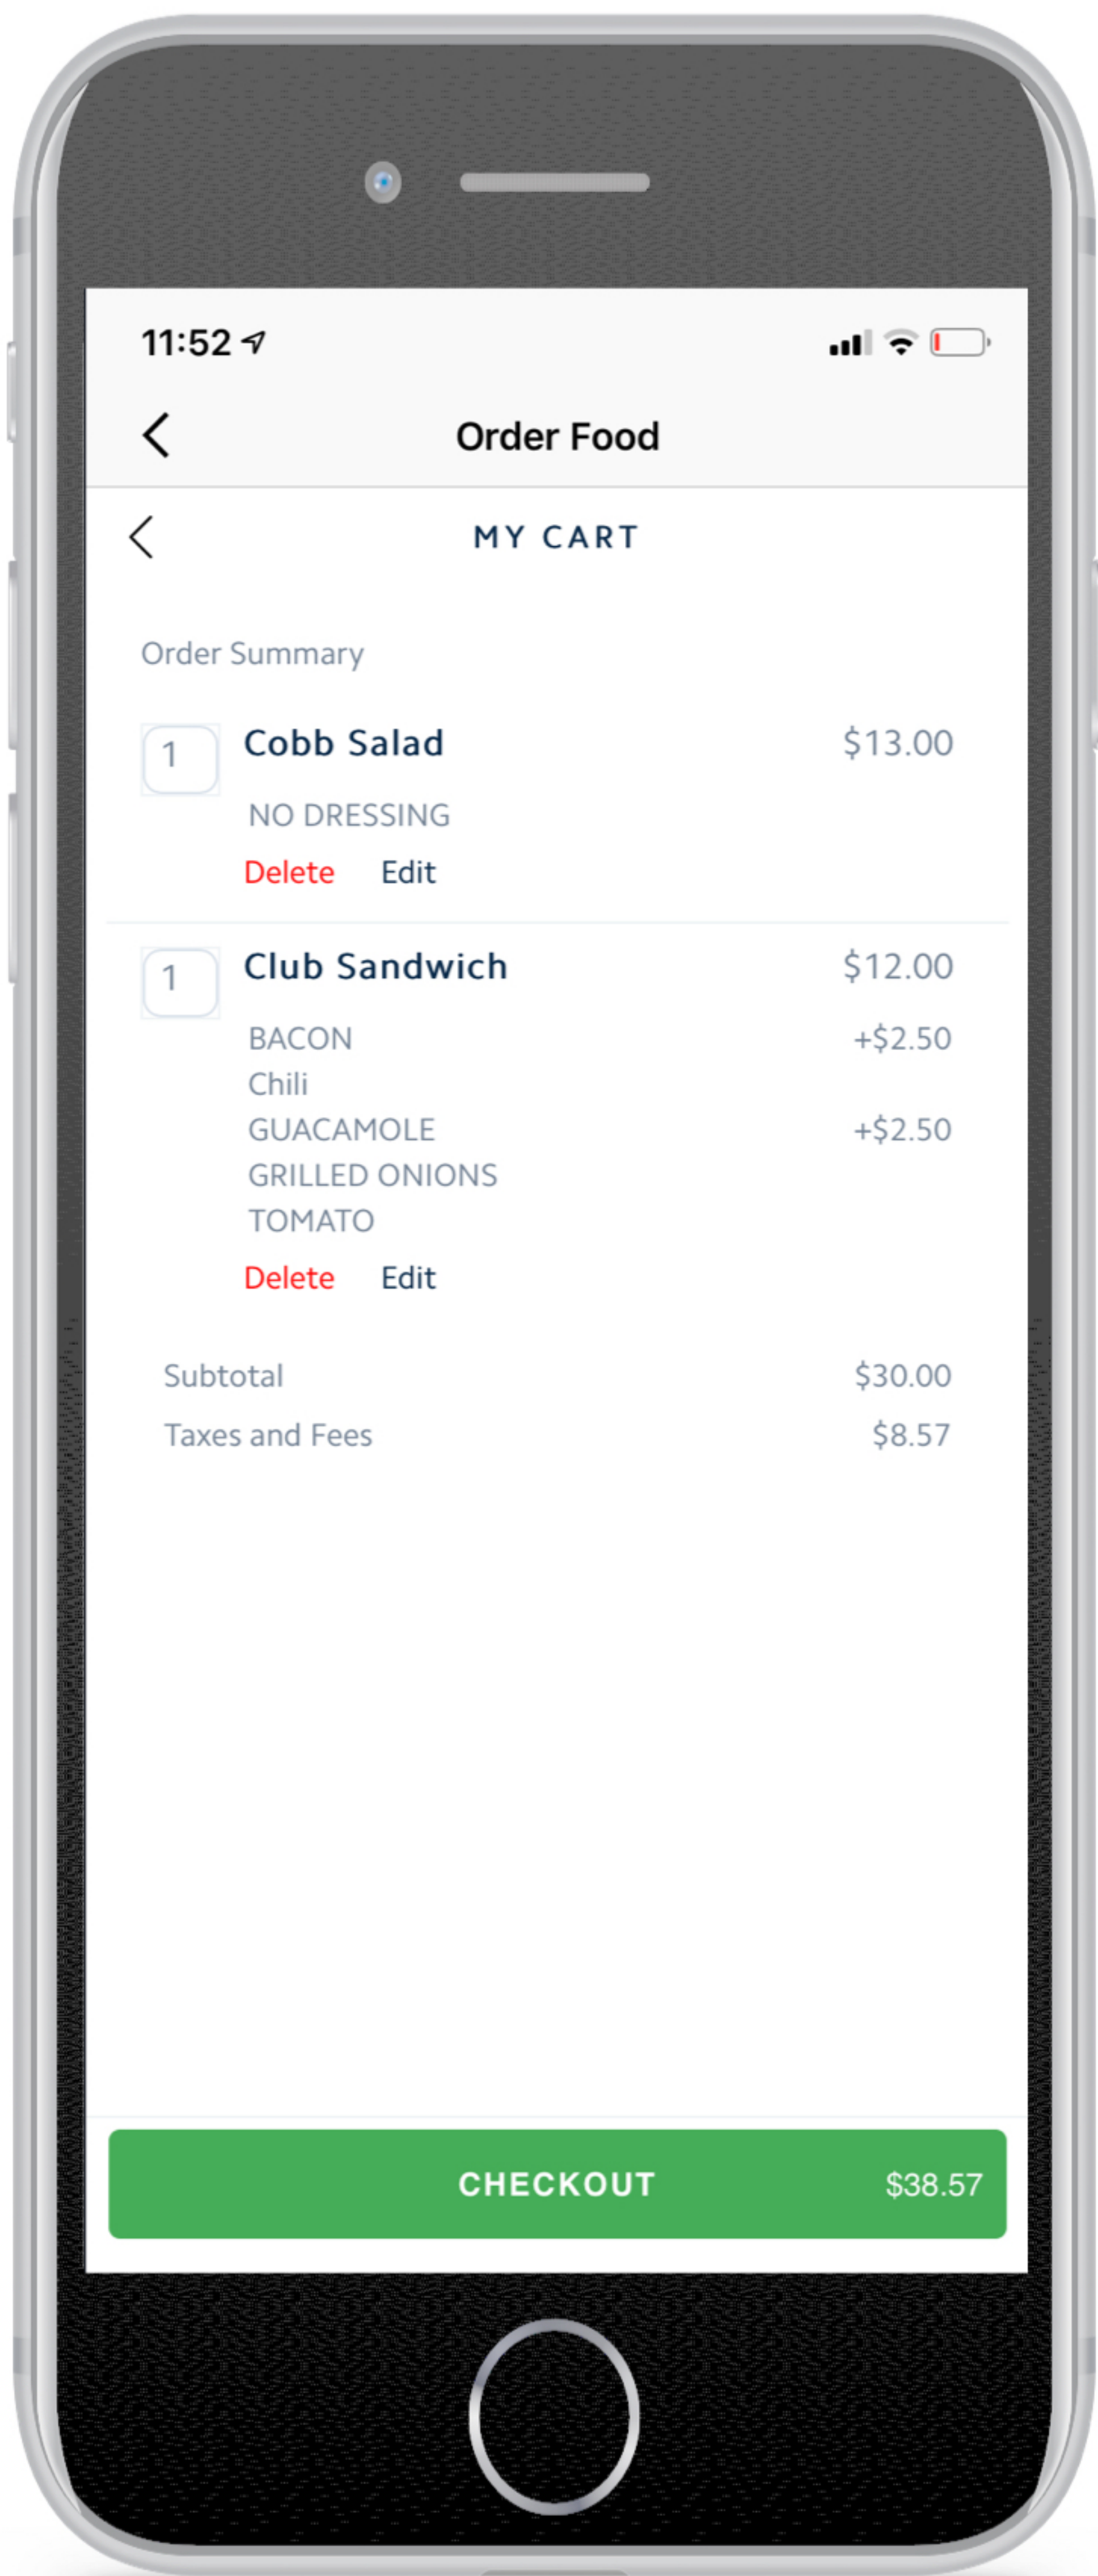 11:52
Order Food
MY CART
Order Summary
1 Cobb Salad $13.00
NO DRESSING
Delete Edit
1 Club Sandwich $12.00
BACON +$2.50
Chili
GUACAMOLE +$2.50
GRILLED ONIONS
TOMATO
Delete Edit
Subtotal $30.00
Taxes and Fees $8.57
CHECKOUT $38.57